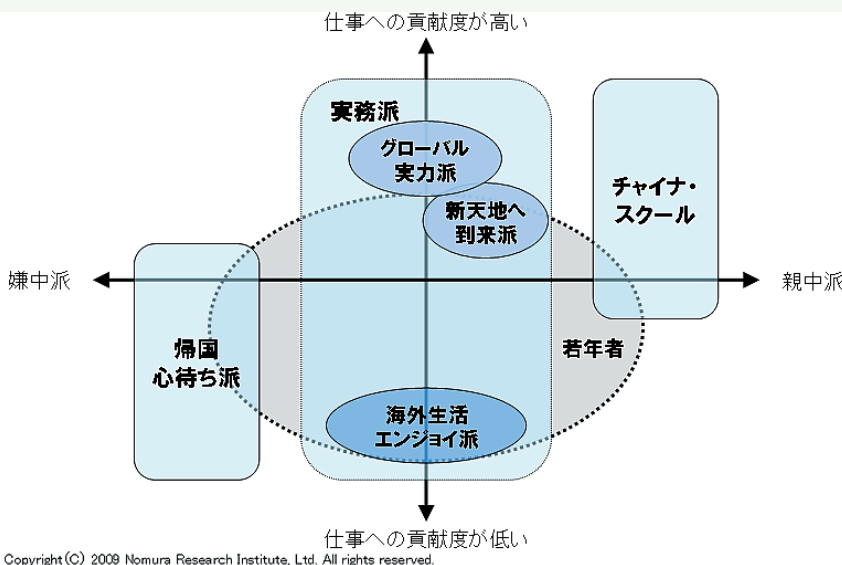 仕事への貢献度が高い
実務派
グローバル
実力派
チャイナ・
スクール
新天地へ
到来派
嫌中派
親中派
帰国
心待ち派
若年者
海外生活
エンジョイ派
仕事への貢献度が低い
Copyright(C) 2009 Nomura Research Institute, Ltd. All rights reserved.